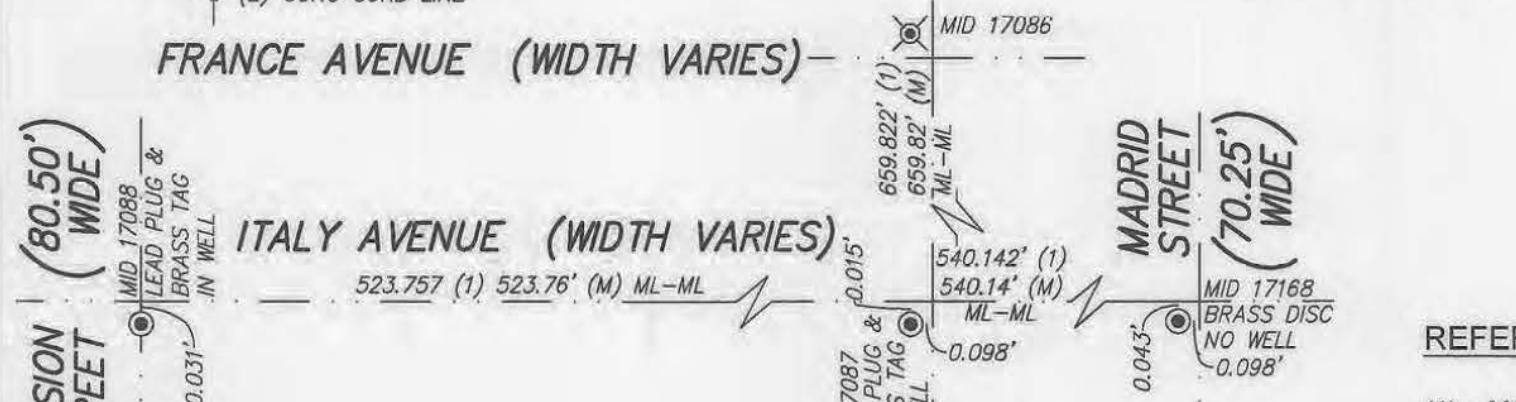 MID 17086
FRANCE AVENUE (WIDTH VARIES)
659.822' (1)
659.82' (M)
ML-ML
(80.50'
WIDE)
MID 17088
LEAD PLUG &
BRASS TAG
IN WELL
ITALY AVENUE (WIDTH VARIES)
523.757 (1) 523.76' (M) ML-ML
0.015'
540.142' (1)
540.14' (M)
ML-ML
MADRID
STREET
(70.25'
WIDE)
MID 17168
BRASS DISC
NO WELL
0.098'
0.043'
0.098'
0.031'
7087
PLUG &